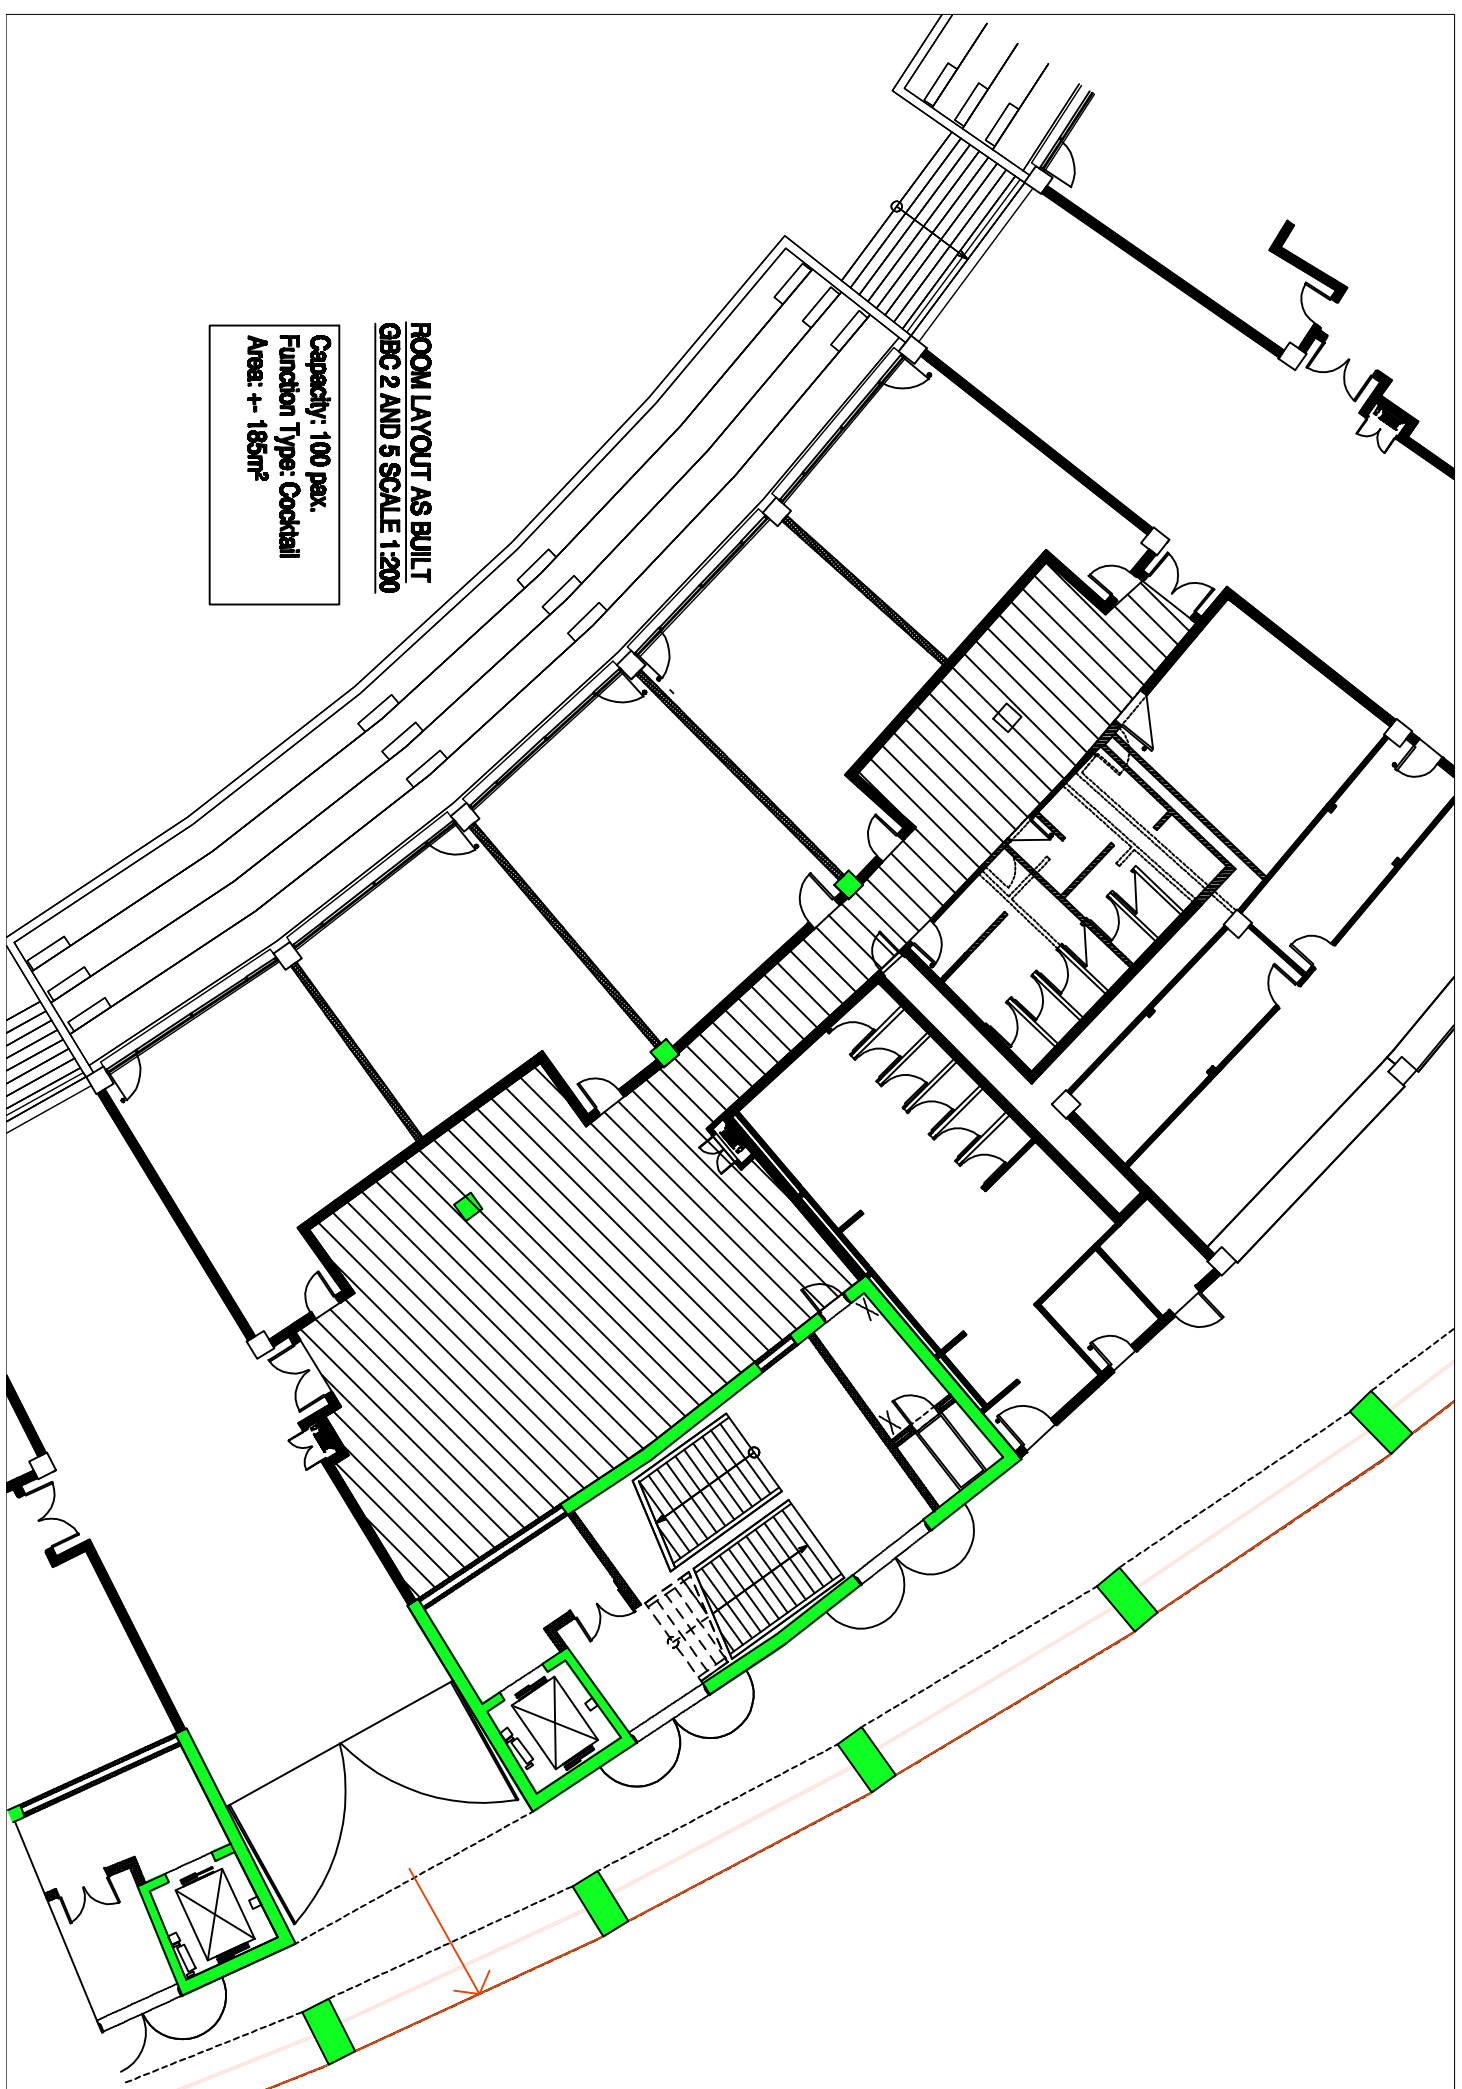 ROOM LAYOUT AS BUILT
GBC 2 AND 5 SCALE 1:200
Capacity: 100 pax.
Function Type: Cocktail
Area: +- 185m²